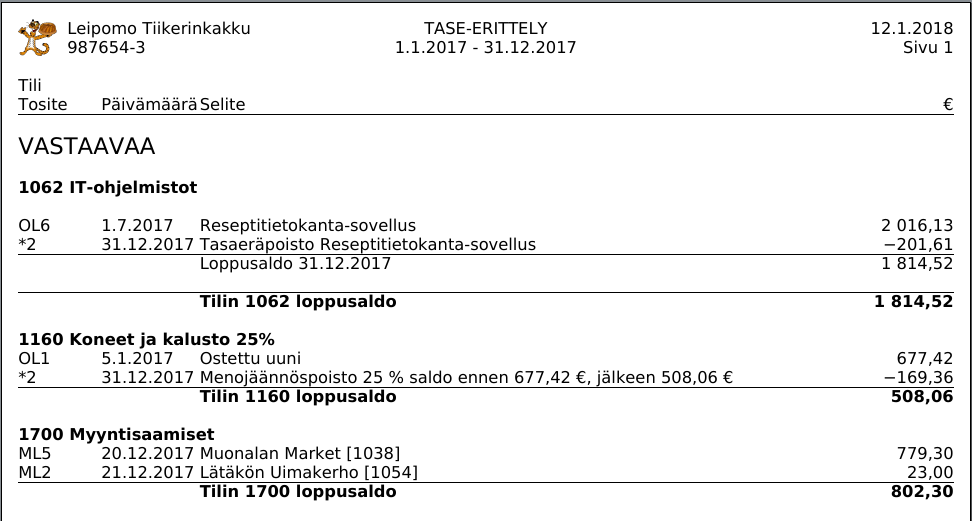 Leipomo Tiikerinkakku TASE-ERITTELY 12.1.2018
987654-3 1.1.2017 - 31.12.2017 Sivu 1
Tili
Tosite Päivämäärä Selite €
VASTAAVAA
1062 IT-ohjelmistot
OL6 1.7.2017 Reseptitietokanta-sovellus 2 016,13
*2 31.12.2017 Tasaeräpoisto Reseptitietokanta-sovellus −201,61
Loppusaldo 31.12.2017 1 814,52
Tilin 1062 loppusaldo 1 814,52
1160 Koneet ja kalusto 25%
OL1 5.1.2017 Ostettu uuni 677,42
*2 31.12.2017 Menojäännöspoisto 25 % saldo ennen 677,42 €, jälkeen 508,06 € −169,36
Tilin 1160 loppusaldo 508,06
1700 Myyntisaamiset
ML5 20.12.2017 Muonalan Market [1038] 779,30
ML2 21.12.2017 Lätäkön Uimakerho [1054] 23,00
Tilin 1700 loppusaldo 802,30